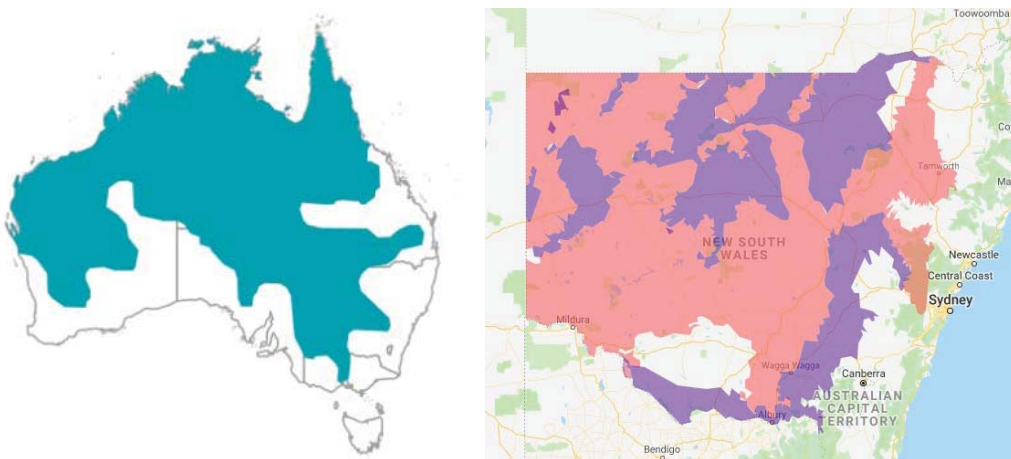 Toowoomba
Tamworth
NEW SOUTH
WALES
Newcastle
Central Coast
Sydney
Mildura
Wagga Wagga
Canberra
AUSTRALIAN
CAPITAL
TERRITORY
Albury
Bendigo